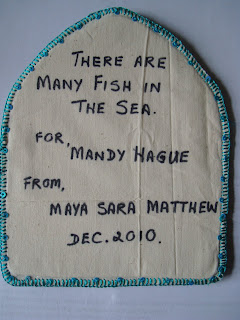 THERE ARE
MANY FISH IN
THE SEA.
FOR, MANDY HAGUE
FROM,
MAYA SARA MATTHEW
DEC. 2010.